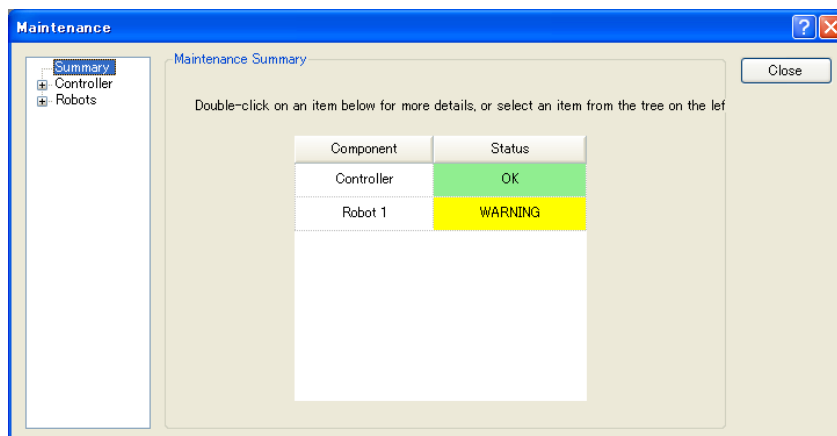 Maintenance
Summary
Controller
Robots
Maintenance Summary
Close
Double-click on an item below for more details, or select an item from the tree on the lef
Component Status
Controller OK
Robot 1 WARNING